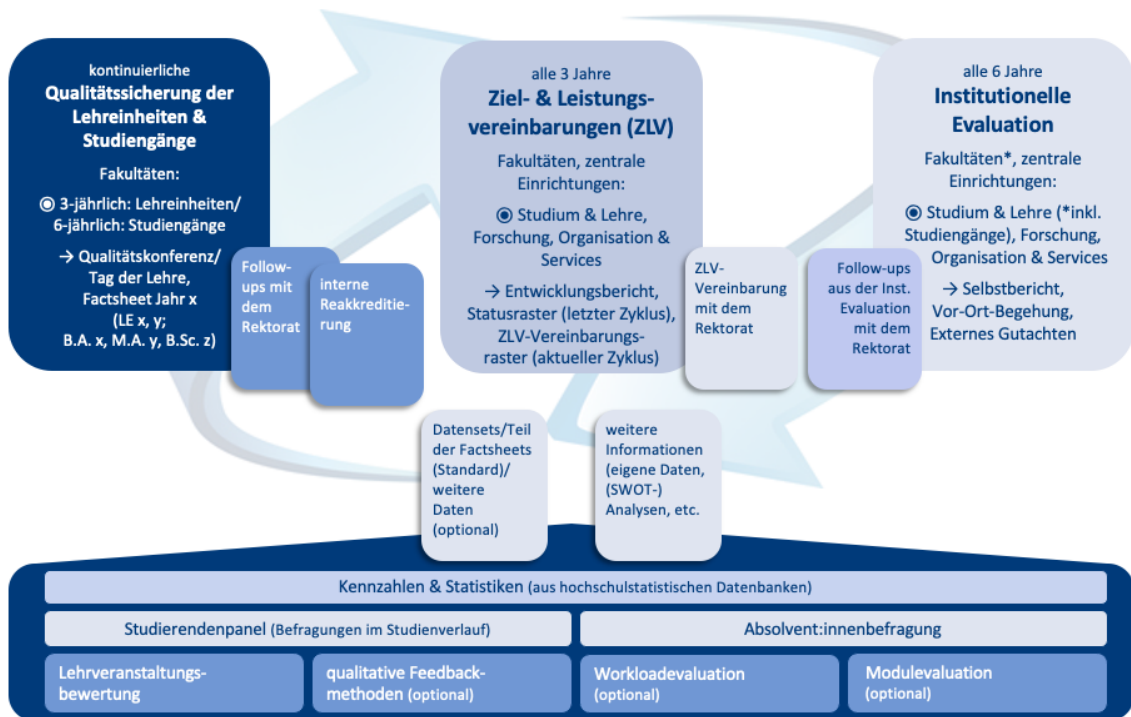 kontinuierliche
Qualitätssicherung der
Lehreinheiten &
Studiengänge
Fakultäten:
◉ 3-jährlich: Lehreinheiten/
6-jährlich: Studiengänge
→ Qualitätskonferenz/
Tag der Lehre,
Factsheet Jahr x
(LE x, y;
B.A. x, M.A. y, B.Sc. z)
Follow-
ups mit
dem
Rektorat
interne
Reakkreditie-
rung
alle 3 Jahre
Ziel- & Leistungs-
vereinbarungen (ZLV)
Fakultäten, zentrale
Einrichtungen:
◉ Studium & Lehre,
Forschung, Organisation &
Services
→ Entwicklungsbericht,
Statusraster (letzter Zyklus),
ZLV-Vereinbarungs-
raster (aktueller Zyklus)
ZLV-
Vereinbarung
mit dem
Rektorat
Follow-ups
aus der Inst.
Evaluation
mit dem
Rektorat
alle 6 Jahre
Institutionelle
Evaluation
Fakultäten*, zentrale
Einrichtungen:
◉ Studium & Lehre (*inkl.
Studiengänge), Forschung,
Organisation & Services
→ Selbstbericht,
Vor-Ort-Begehung,
Externes Gutachten
Datensets/Teil
der Factsheets
(Standard)/
weitere
Daten
(optional)
weitere
Informationen
(eigene Daten,
(SWOT-)
Analysen, etc.
Kennzahlen & Statistiken (aus hochschulstatistischen Datenbanken)
Studierendenpanel (Befragungen im Studienverlauf)
Absolvent:innenbefragung
Lehrveranstaltungs-
bewertung
qualitative Feedback-
methoden (optional)
Workloadevaluation
(optional)
Modulevaluation
(optional)